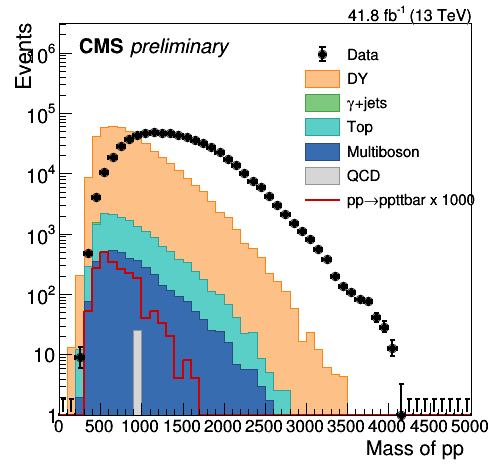 41.8 fb⁻¹ (13 TeV)
CMS preliminary
Events
Data
DY
γ+jets
Top
Multiboson
QCD
pp→ppttbar x 1000
10⁶
10⁵
10⁴
10³
10²
10
1
0 500 1000 1500 2000 2500 3000 3500 4000 4500 5000
Mass of pp